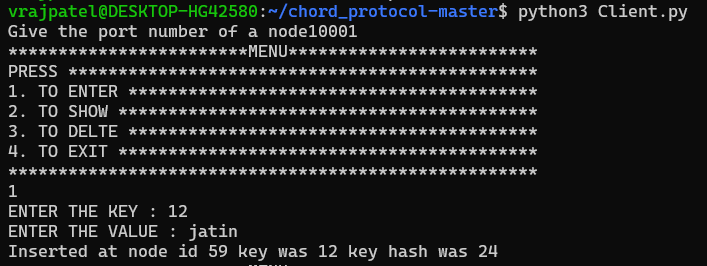 vrajpatel@DESKTOP-HG42580:~/chord_protocol-master$ python3 Client.py
Give the port number of a node10001
************************MENU*************************
PRESS ***********************************************
1. TO ENTER *****************************************
2. TO SHOW ******************************************
3. TO DELTE *****************************************
4. TO EXIT ******************************************
*****************************************************
1
ENTER THE KEY : 12
ENTER THE VALUE : jatin
Inserted at node id 59 key was 12 key hash was 24
************************MENU*************************